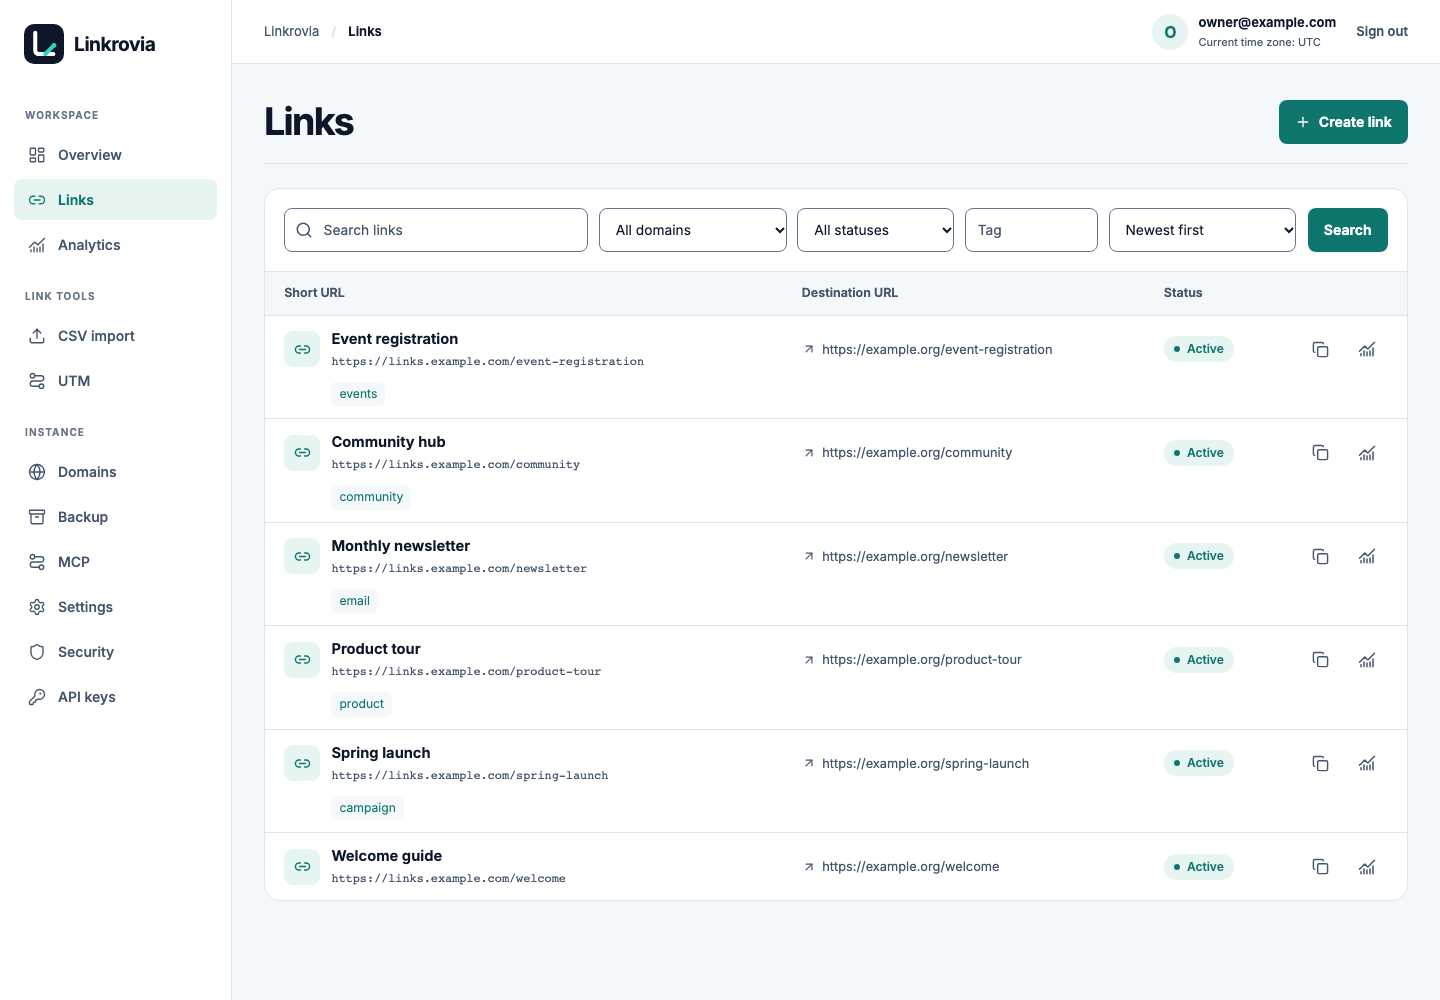 Linkrovia
WORKSPACE
Overview
Links
Analytics
LINK TOOLS
CSV import
UTM
INSTANCE
Domains
Backup
MCP
Settings
Security
API keys
Linkrovia / Links
O
owner@example.com
Current time zone: UTC
Sign out
Links
+ Create link
Search links
All domains
All statuses
Tag
Newest first
Search
Short URL
Destination URL
Status
Event registration
https://links.example.com/event-registration
events
https://example.org/event-registration
Active
Community hub
https://links.example.com/community
community
https://example.org/community
Active
Monthly newsletter
https://links.example.com/newsletter
email
https://example.org/newsletter
Active
Product tour
https://links.example.com/product-tour
product
https://example.org/product-tour
Active
Spring launch
https://links.example.com/spring-launch
campaign
https://example.org/spring-launch
Active
Welcome guide
https://links.example.com/welcome
https://example.org/welcome
Active